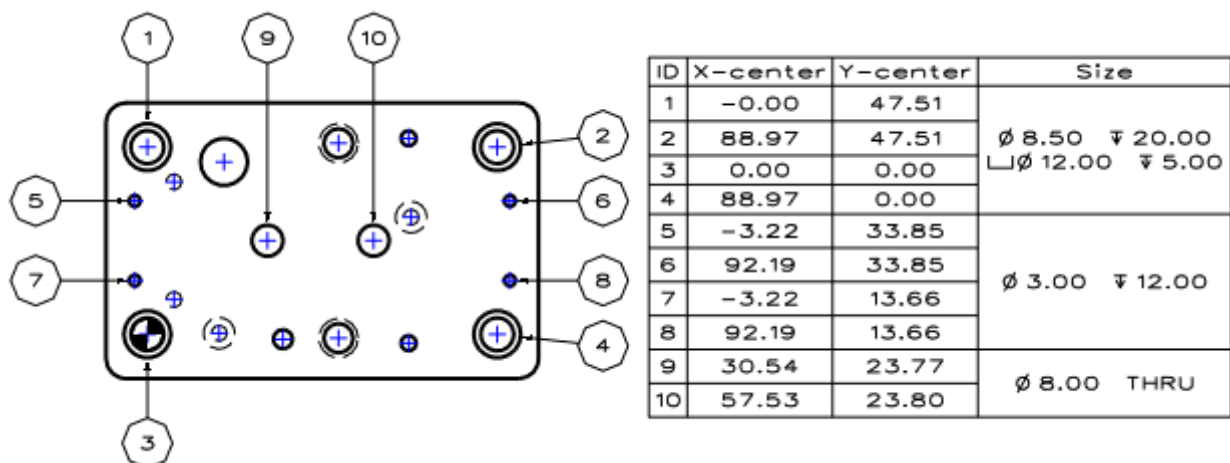 1 9 10
2
5 6
7 8
4
3
ID X-center Y-center Size
1 -0.00 47.51
2 88.97 47.51
3 0.00 0.00
4 88.97 0.00
⌀ 8.50 ↧ 20.00
⌴⌀ 12.00 ↧ 5.00
5 -3.22 33.85
6 92.19 33.85
7 -3.22 13.66
8 92.19 13.66
⌀ 3.00 ↧ 12.00
9 30.54 23.77
10 57.53 23.80
⌀ 8.00 THRU